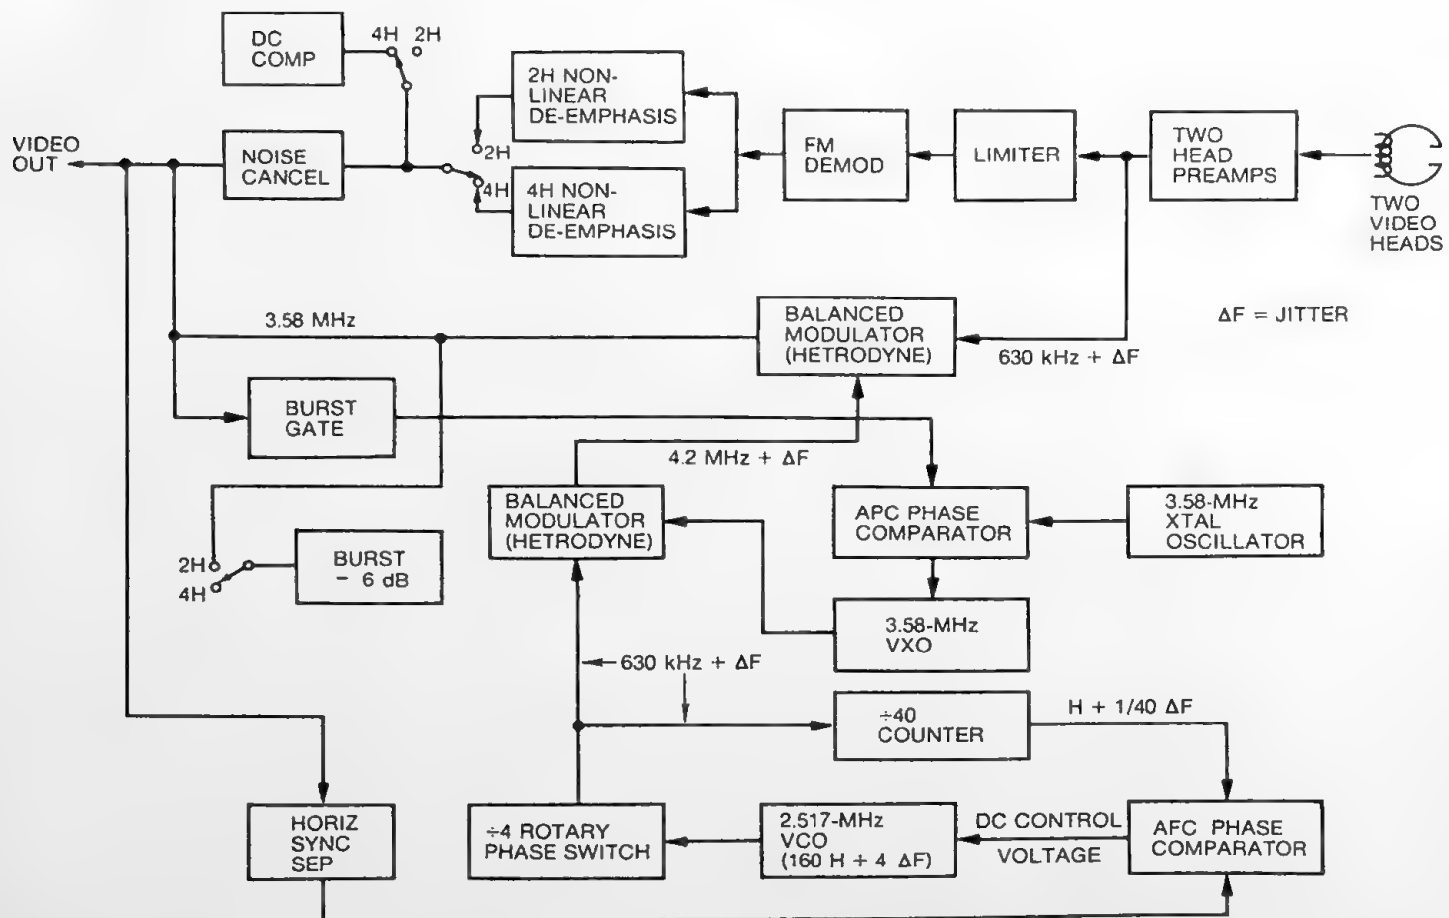 DC
COMP
4H
2H
2H NON-
LINEAR
DE-EMPHASIS
VIDEO
OUT
NOISE
CANCEL
2H
4H
4H NON-
LINEAR
DE-EMPHASIS
FM
DEMOD
LIMITER
TWO
HEAD
PREAMPS
TWO
VIDEO
HEADS
3.58 MHz
BALANCED
MODULATOR
(HETRODYNE)
630 kHz + ΔF
ΔF = JITTER
BURST
GATE
4.2 MHz + ΔF
BALANCED
MODULATOR
(HETRODYNE)
APC PHASE
COMPARATOR
3.58-MHz
XTAL
OSCILLATOR
2H
4H
BURST
- 6 dB
3.58-MHz
VXO
630 kHz + ΔF
÷40
COUNTER
H + 1/40 ΔF
HORIZ
SYNC
SEP
÷4 ROTARY
PHASE SWITCH
2.517-MHz
VCO
(160 H + 4 ΔF)
DC CONTROL
VOLTAGE
AFC PHASE
COMPARATOR